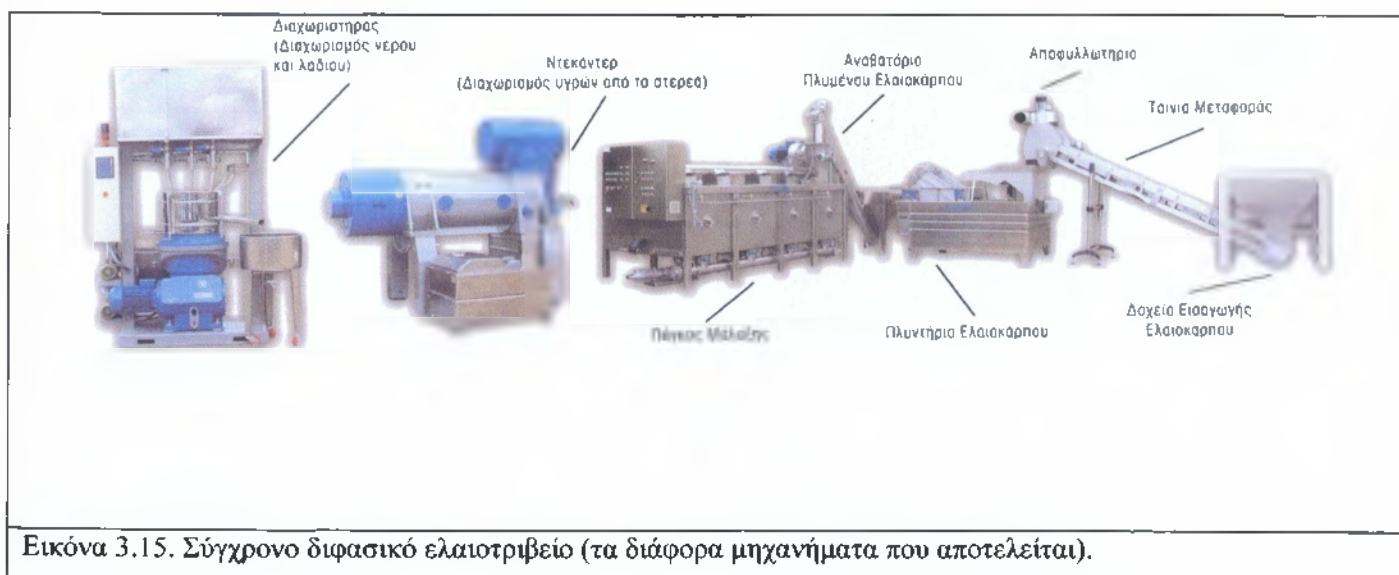 Διαχωριστήρας
(Διαχωρισμός νερού
και λαδιού)
Ντεκάντερ
(Διαχωρισμός υγρών από τα στερεά)
Αναβατόριο
Πλυμένου Ελαιοκάρπου
Αποφυλλωτήριο
Ταινία Μεταφοράς
Πάγκος Μάλαξης
Πλυντήριο Ελαιοκάρπου
Δοχείο Εισαγωγής
Ελαιοκάρπου
Εικόνα 3.15. Σύγχρονο διφασικό ελαιοτριβείο (τα διάφορα μηχανήματα που αποτελείται).